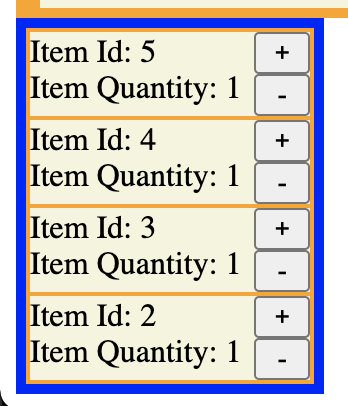 Item Id: 5 +
Item Quantity: 1 -
Item Id: 4 +
Item Quantity: 1 -
Item Id: 3 +
Item Quantity: 1 -
Item Id: 2 +
Item Quantity: 1 -